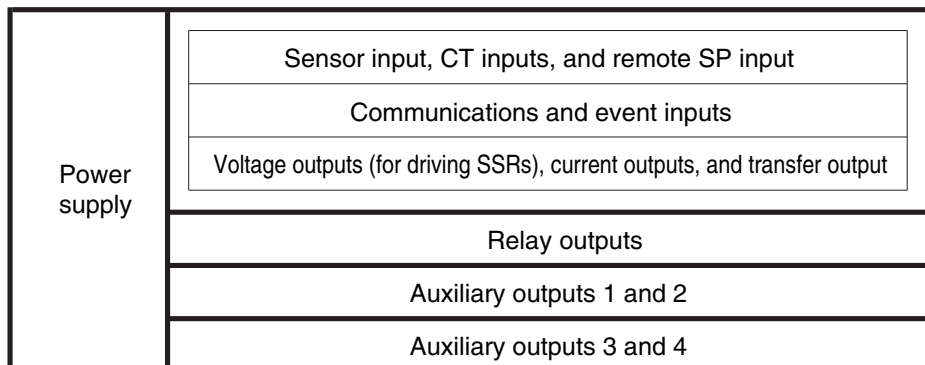 Power
supply
Sensor input, CT inputs, and remote SP input
Communications and event inputs
Voltage outputs (for driving SSRs), current outputs, and transfer output
Relay outputs
Auxiliary outputs 1 and 2
Auxiliary outputs 3 and 4